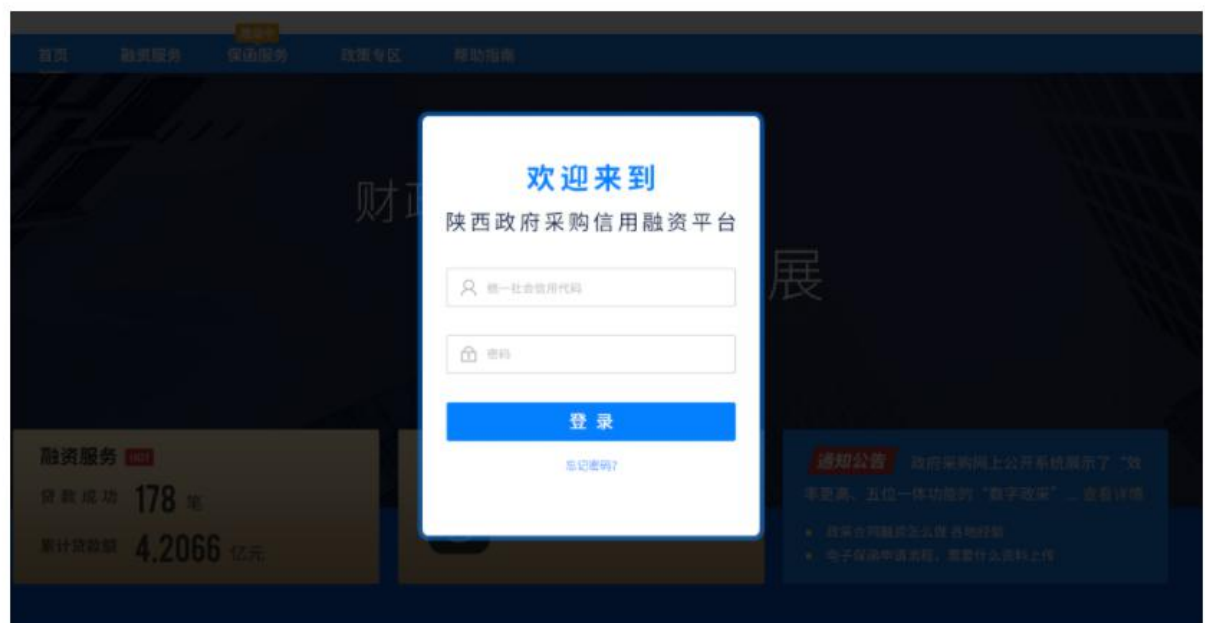 首页 融资服务 保函服务 政策专区 帮助指南
财政
展
欢迎来到
陕西政府采购信用融资平台
统一社会信用代码
密码
登录
忘记密码?
融资服务 HOT
贷款成功 178 笔
累计贷款额 4.2066 亿元
通知公告 政府采购网上公开系统展示了“效
率更高、五位一体功能的“数字政采” ... 查看详情
政采合同融资怎么做 各地经验
电子保函申请流程，需要什么资料上传